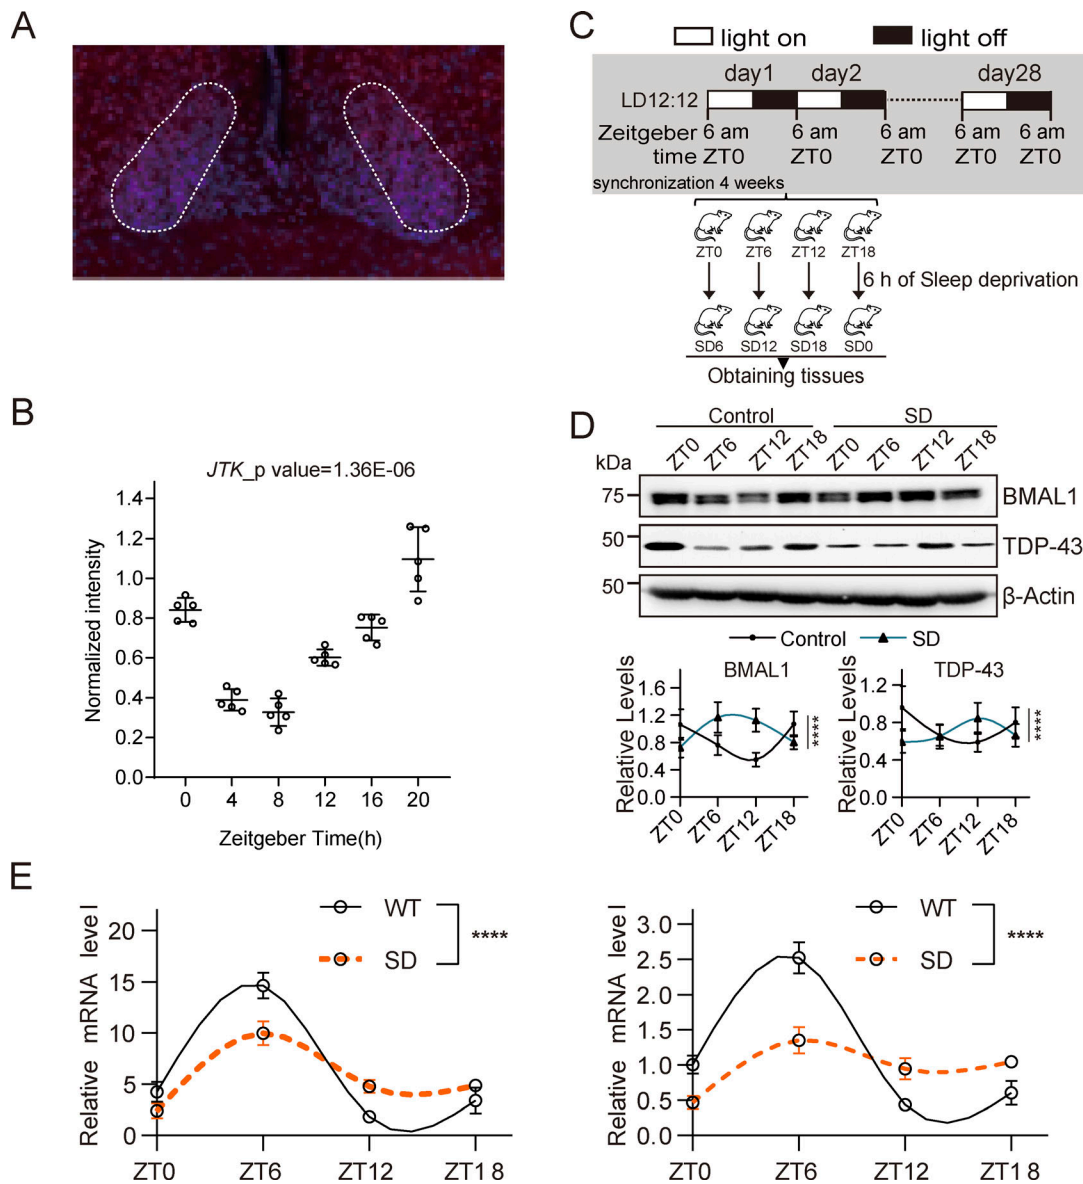 A
C
light on
light off
day1
day2
day28
LD12:12
Zeitgeber time
6 am
6 am
6 am
6 am
6 am
ZT0
ZT0
ZT0
ZT0
ZT0
synchronization 4 weeks
ZT0
ZT6
ZT12
ZT18
6 h of Sleep deprivation
SD6
SD12
SD18
SD0
Obtaining tissues
B
JTK_p value=1.36E-06
Normalized intensity
1.4
1.2
1.0
0.8
0.6
0.4
0.2
0.0
0
4
8
12
16
20
Zeitgeber Time(h)
D
Control
SD
kDa
ZT0
ZT6
ZT12
ZT18
ZT0
ZT6
ZT12
ZT18
75
BMAL1
50
TDP-43
50
β-Actin
Control
SD
BMAL1
Relative Levels
1.6
1.2
0.8
0.4
0.0
****
ZT0
ZT6
ZT12
ZT18
TDP-43
Relative Levels
1.2
0.8
0.4
0.0
****
ZT0
ZT6
ZT12
ZT18
E
Relative mRNA level
20
15
10
5
0
WT
SD
****
ZT0
ZT6
ZT12
ZT18
Relative mRNA level
3.0
2.5
2.0
1.5
1.0
0.5
0.0
WT
SD
****
ZT0
ZT6
ZT12
ZT18